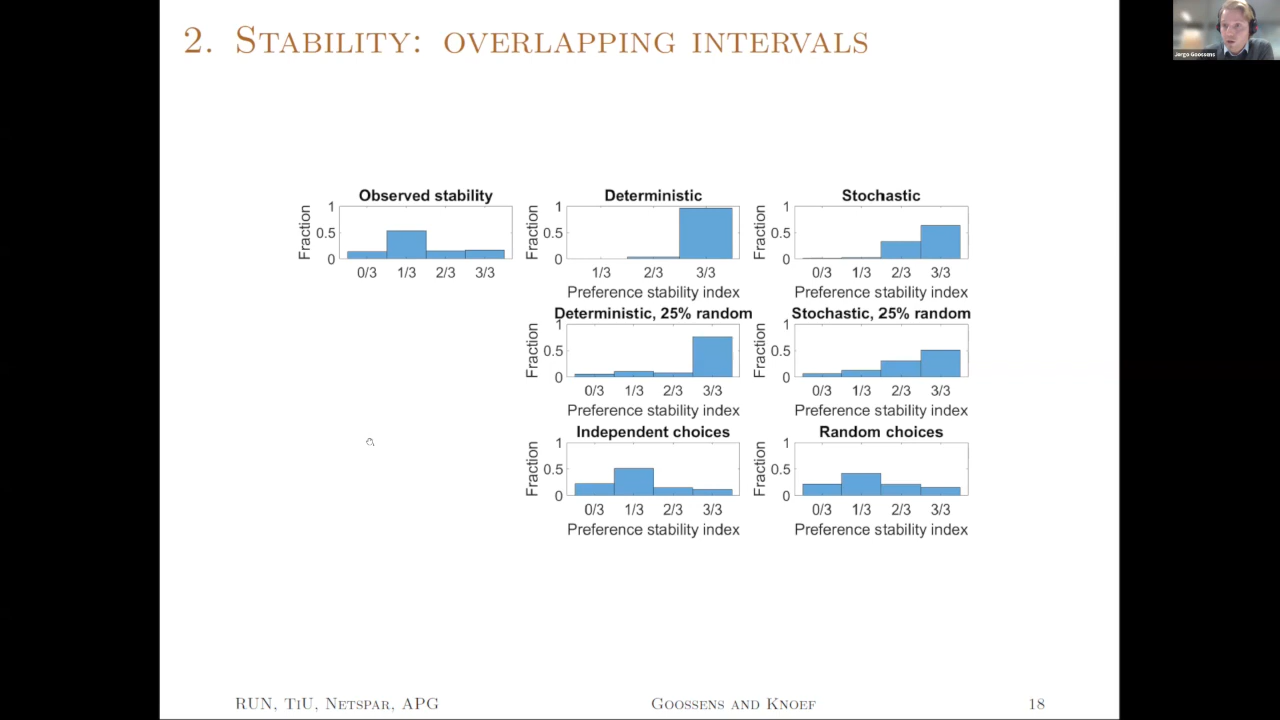 2. Stability: overlapping intervals
Jorgo Goossens
Observed stability
Fraction
1
0.5
0
0/3 1/3 2/3 3/3
Deterministic
Fraction
1
0.5
0
1/3 2/3 3/3
Preference stability index
Stochastic
Fraction
1
0.5
0
0/3 1/3 2/3 3/3
Preference stability index
Deterministic, 25% random
Fraction
1
0.5
0
0/3 1/3 2/3 3/3
Preference stability index
Stochastic, 25% random
Fraction
1
0.5
0
0/3 1/3 2/3 3/3
Preference stability index
Independent choices
Fraction
1
0.5
0
0/3 1/3 2/3 3/3
Preference stability index
Random choices
Fraction
1
0.5
0
0/3 1/3 2/3 3/3
Preference stability index
RUN, TiU, Netspar, APG Goossens and Knoef 18